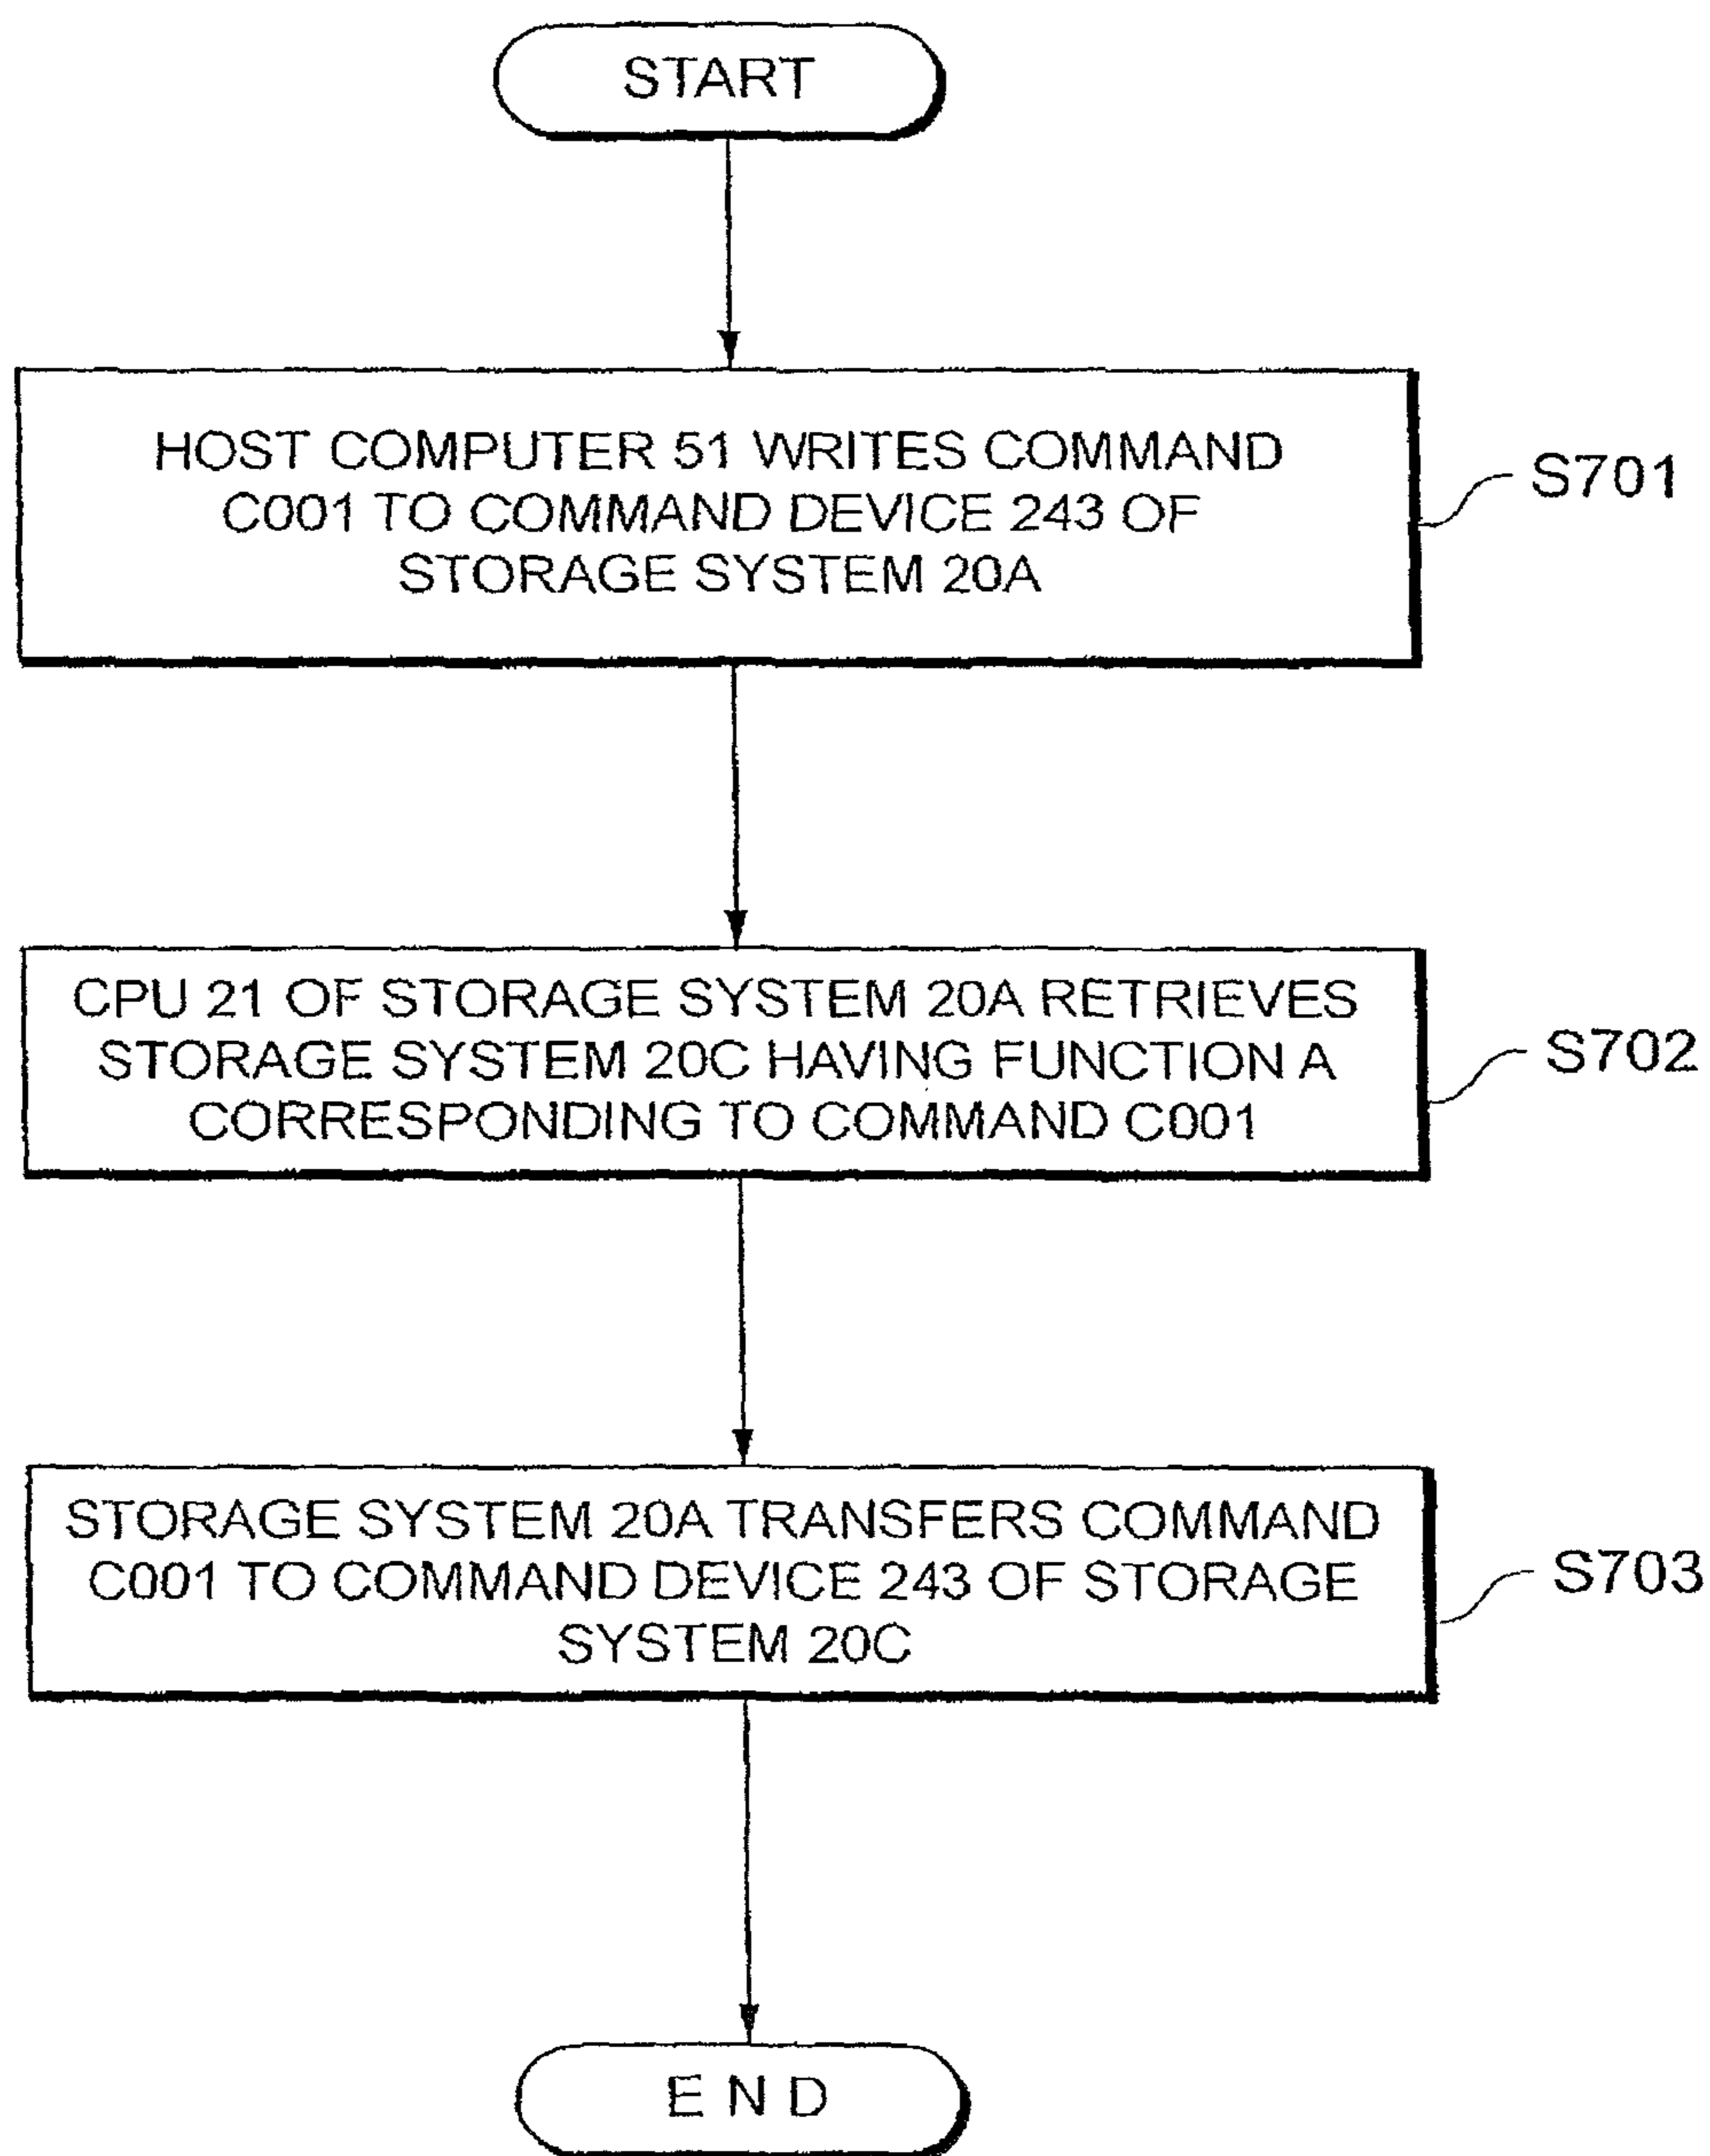 START
HOST COMPUTER 51 WRITES COMMAND
C001 TO COMMAND DEVICE 243 OF
STORAGE SYSTEM 20A
S701
CPU 21 OF STORAGE SYSTEM 20A RETRIEVES
STORAGE SYSTEM 20C HAVING FUNCTION A
CORRESPONDING TO COMMAND C001
S702
STORAGE SYSTEM 20A TRANSFERS COMMAND
C001 TO COMMAND DEVICE 243 OF STORAGE
SYSTEM 20C
S703
END